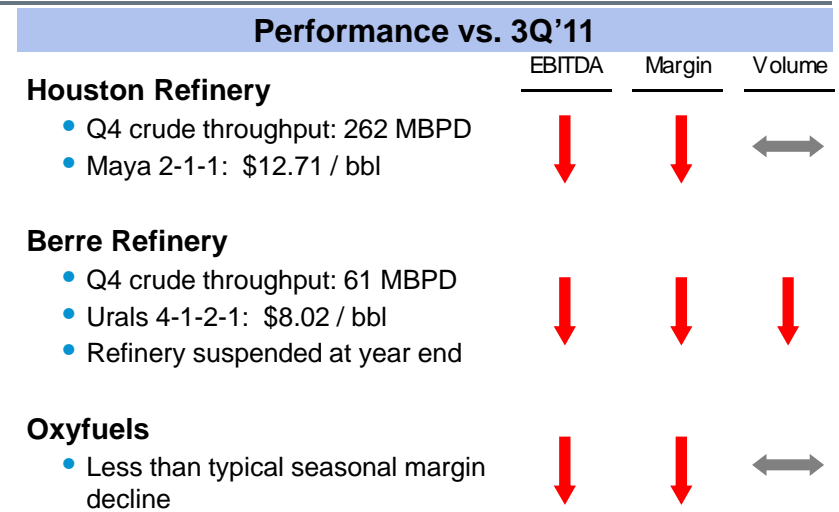 Performance vs. 3Q’11
EBITDA Margin Volume
Houston Refinery
• Q4 crude throughput: 262 MBPD
• Maya 2-1-1: $12.71 / bbl
Berre Refinery
• Q4 crude throughput: 61 MBPD
• Urals 4-1-2-1: $8.02 / bbl
• Refinery suspended at year end
Oxyfuels
• Less than typical seasonal margin
decline